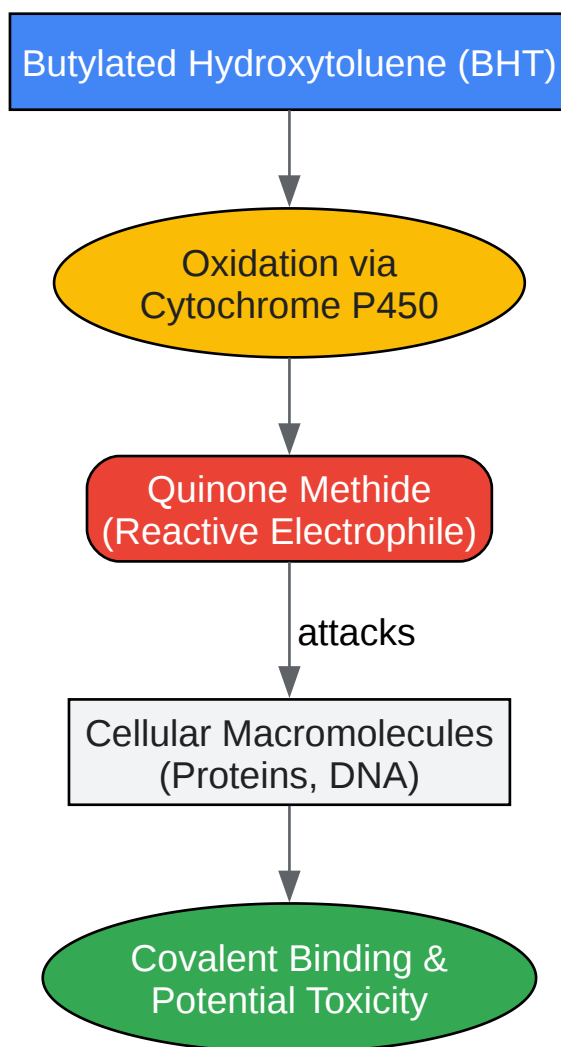 Butylated Hydroxytoluene (BHT)
Oxidation via
Cytochrome P450
Quinone Methide
(Reactive Electrophile)
attacks
Cellular Macromolecules
(Proteins, DNA)
Covalent Binding &
Potential Toxicity